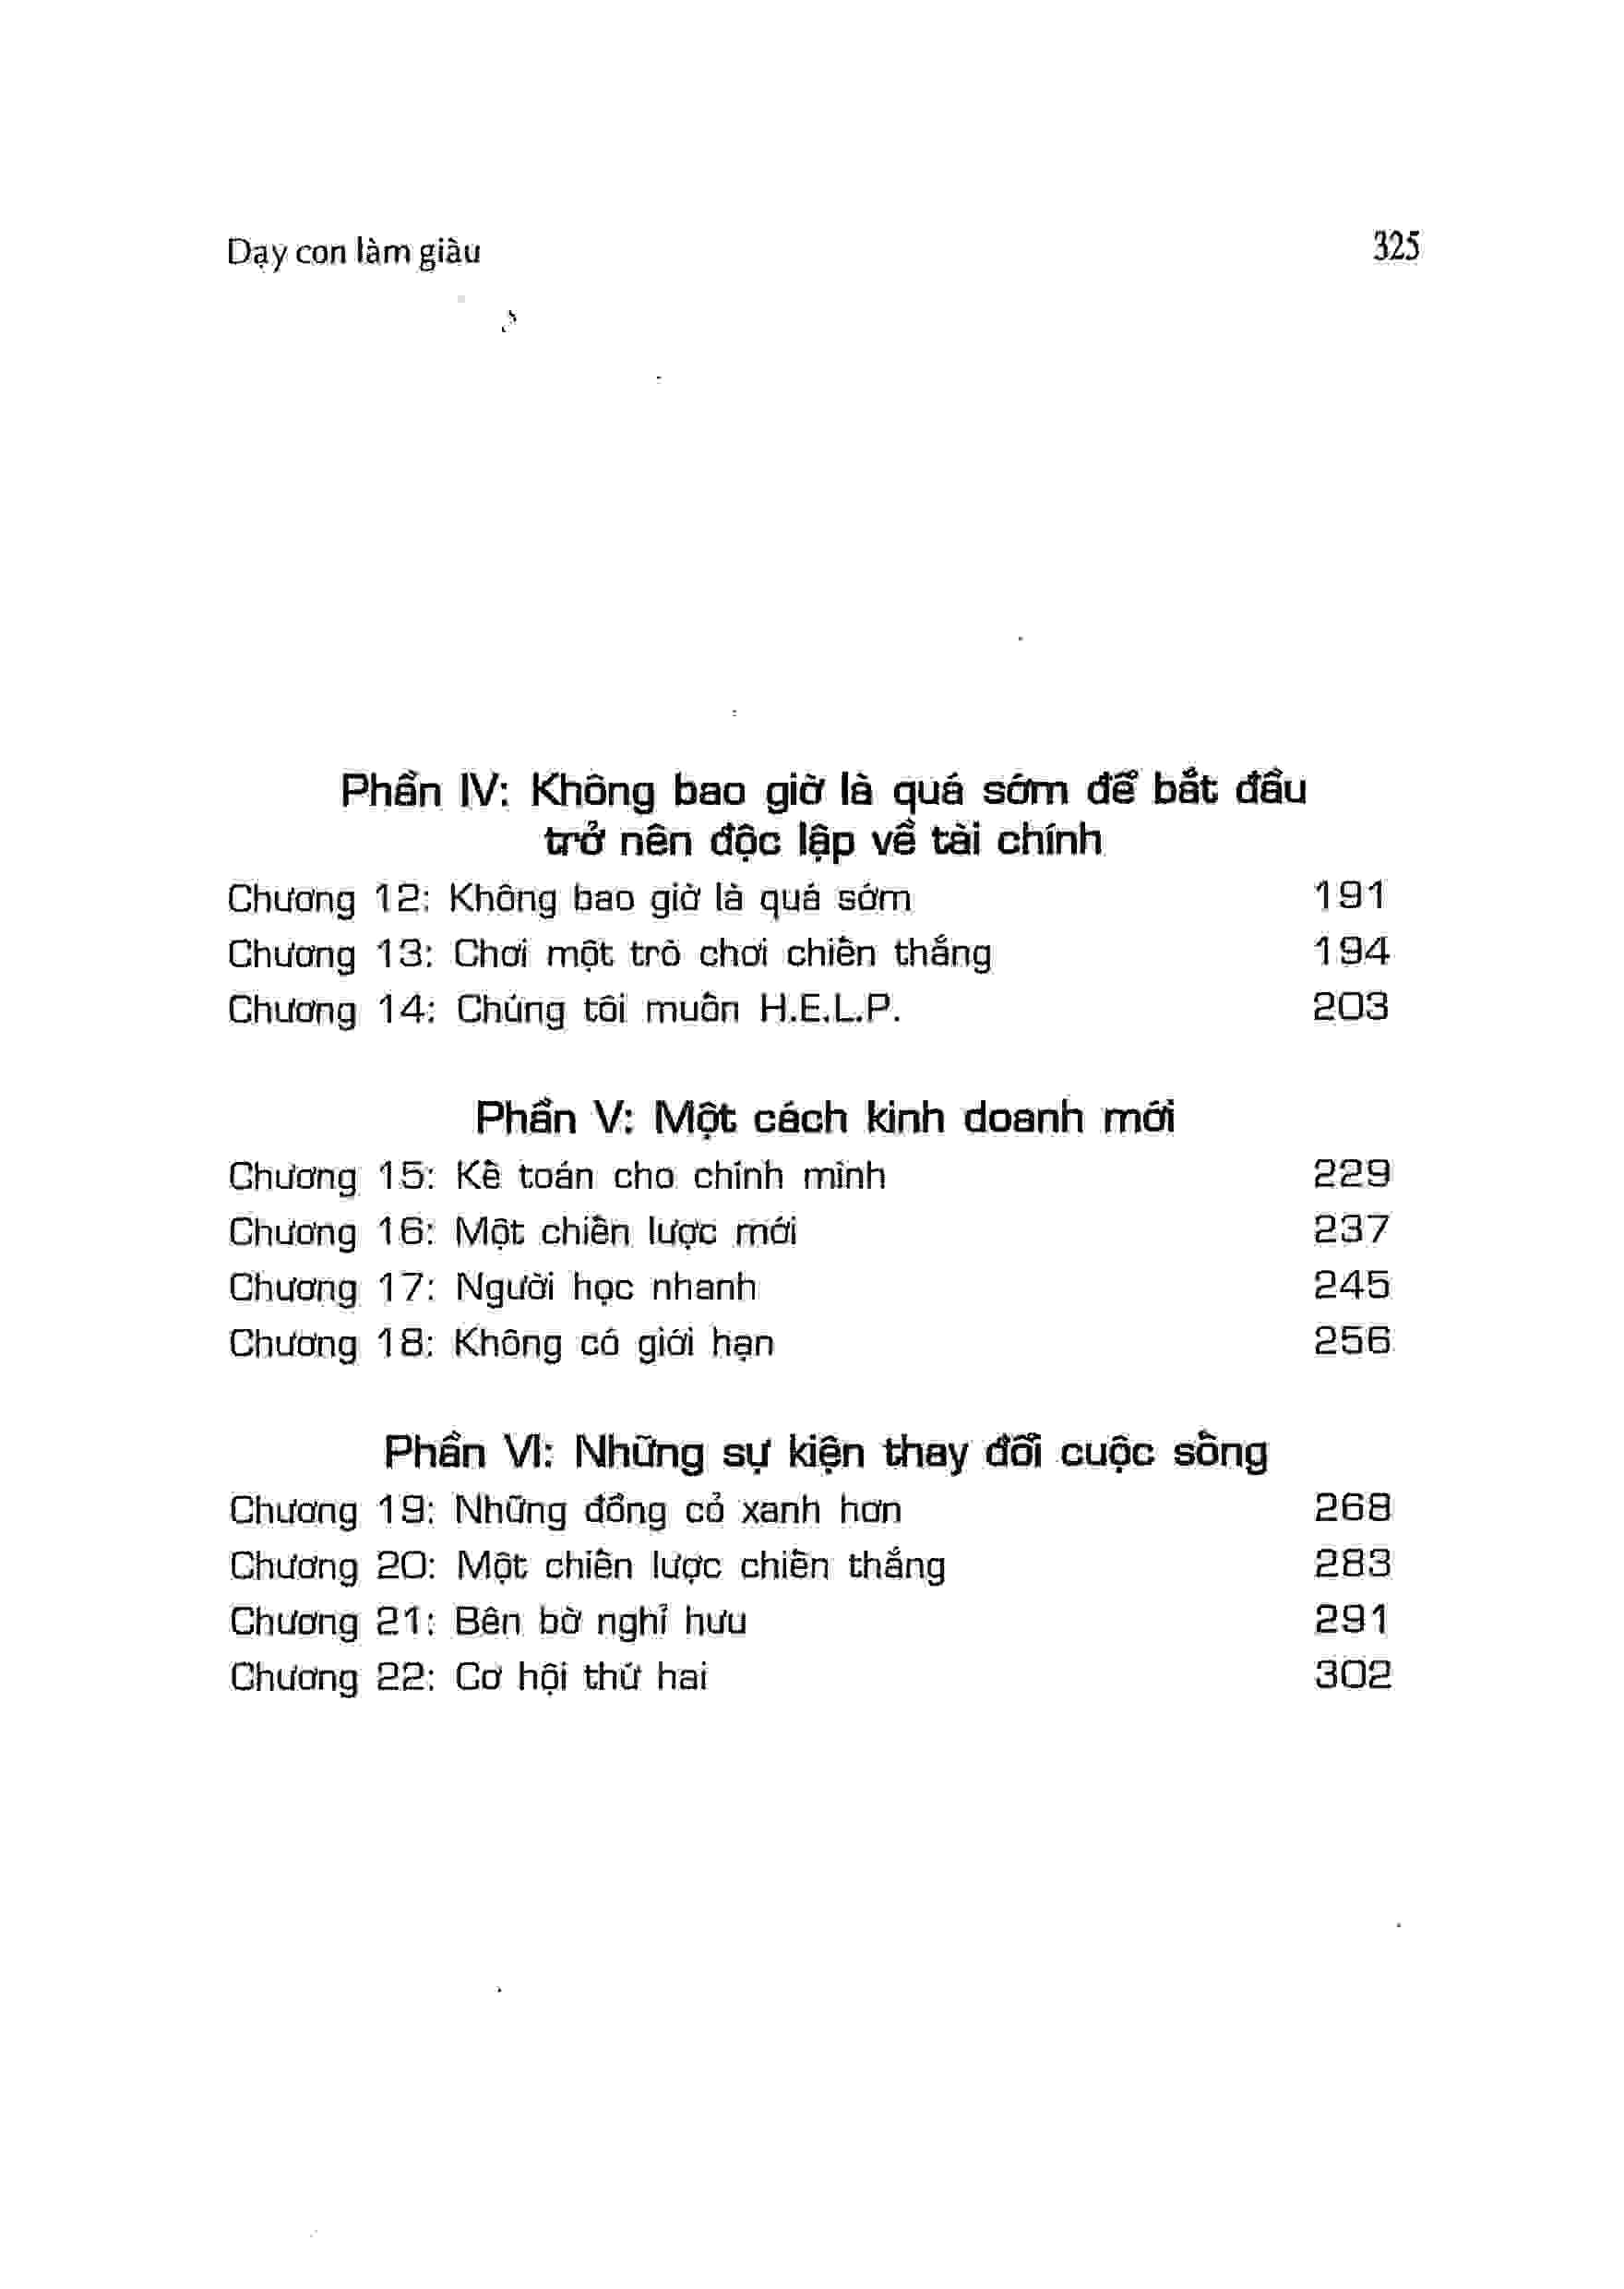 Dạy con làm giàu 325
Phần IV: Không bao giờ là quá sớm để bắt đầu
trở nên độc lập về tài chính
Chương 12: Không bao giờ là quá sớm 191
Chương 13: Chơi một trò chơi chiến thắng 194
Chương 14: Chúng tôi muốn H.E.L.P. 203
Phần V: Một cách kinh doanh mới
Chương 15: Kế toán cho chính mình 229
Chương 16: Một chiến lược mới 237
Chương 17: Người học nhanh 245
Chương 18: Không có giới hạn 256
Phần VI: Những sự kiện thay đổi cuộc sống
Chương 19: Những đồng cỏ xanh hơn 268
Chương 20: Một chiến lược chiến thắng 283
Chương 21: Bên bờ nghỉ hưu 291
Chương 22: Cơ hội thứ hai 302